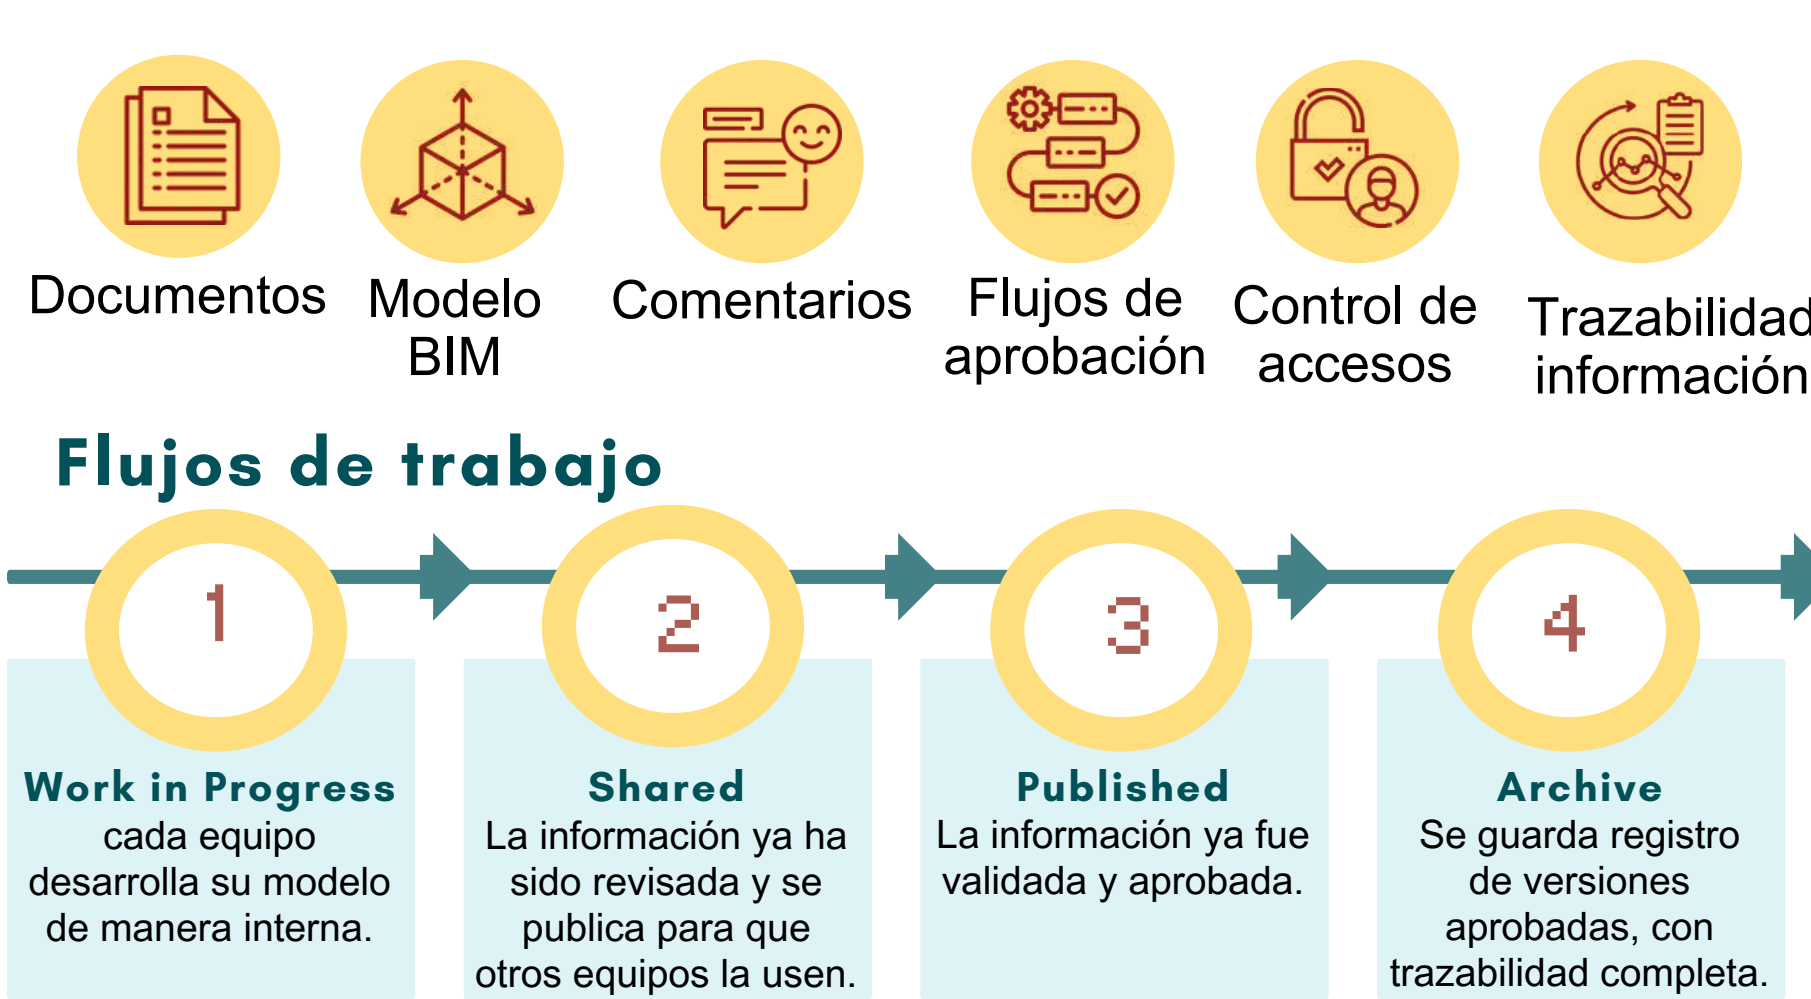 Documentos
Modelo
BIM
Comentarios
Flujos de
aprobación
Control de
accesos
Trazabilidad
información
Flujos de trabajo
1
2
3
4
Work in Progress
cada equipo
desarrolla su modelo
de manera interna.
Shared
La información ya ha
sido revisada y se
publica para que
otros equipos la usen.
Published
La información ya fue
validada y aprobada.
Archive
Se guarda registro
de versiones
aprobadas, con
trazabilidad completa.